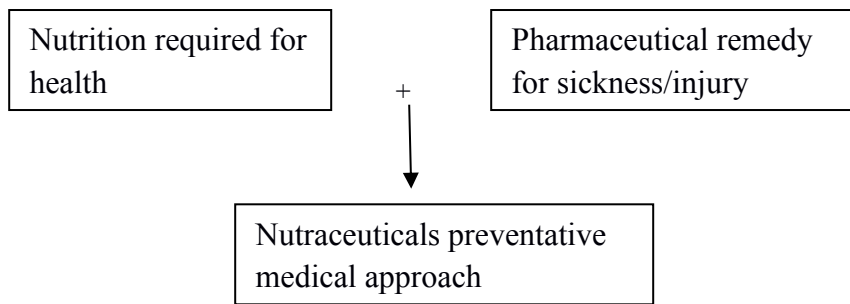 Nutrition required for
health
Pharmaceutical remedy
for sickness/injury
+
Nutraceuticals preventative
medical approach